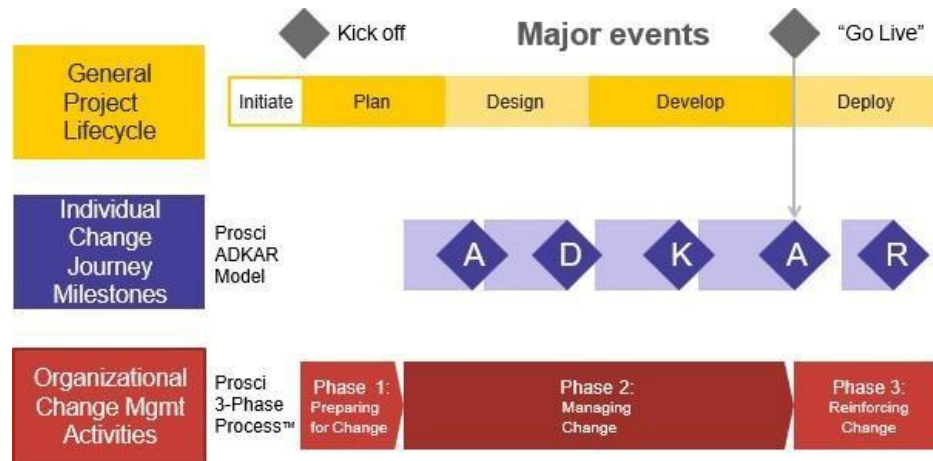 Kick off
Major events
"Go Live"
General
Project
Lifecycle
Initiate
Plan
Design
Develop
Deploy
Individual
Change
Journey
Milestones
Prosci
ADKAR
Model
A
D
K
A
R
Organizational
Change Mgmt
Activities
Prosci
3-Phase
Process™
Phase 1:
Preparing
for Change
Phase 2:
Managing
Change
Phase 3:
Reinforcing
Change